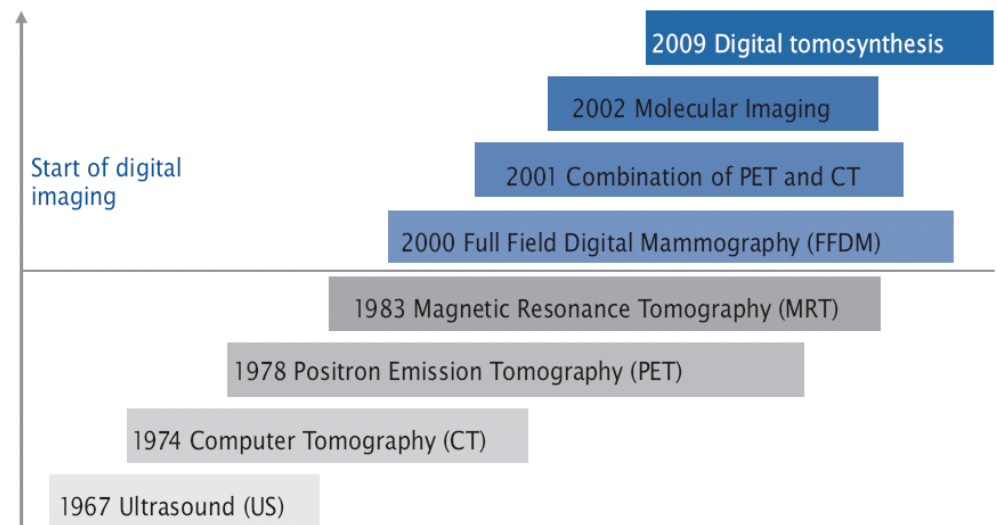 2009 Digital tomosynthesis
2002 Molecular Imaging
Start of digital
imaging
2001 Combination of PET and CT
2000 Full Field Digital Mammography (FFDM)
1983 Magnetic Resonance Tomography (MRT)
1978 Positron Emission Tomography (PET)
1974 Computer Tomography (CT)
1967 Ultrasound (US)